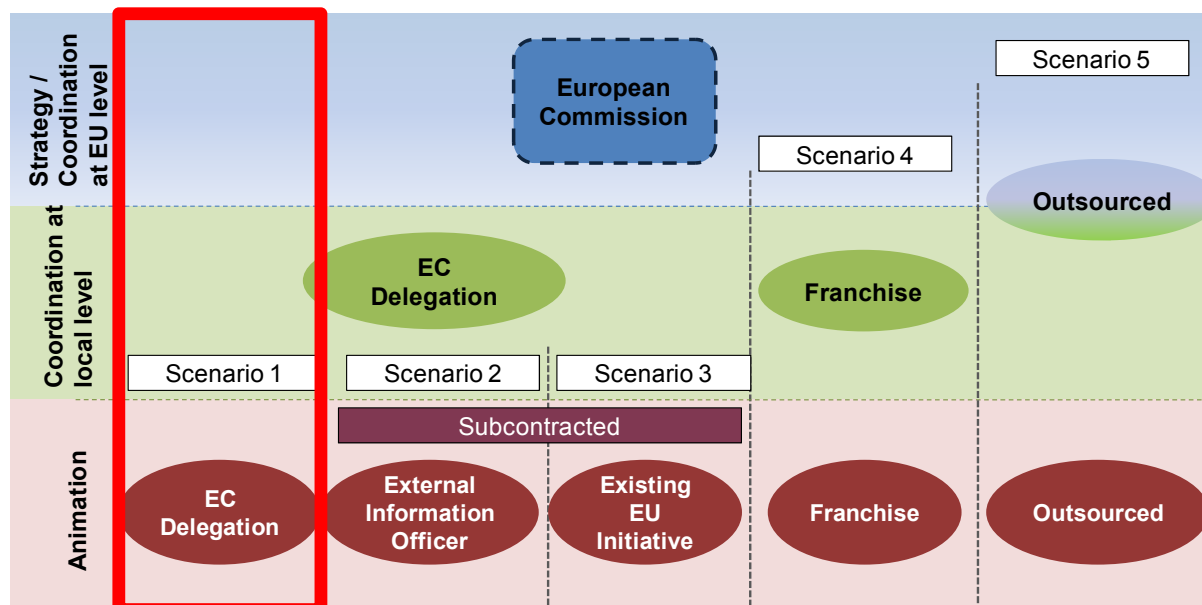 Strategy /
Coordination
at EU level
European
Commission
Scenario 5
Scenario 4
Outsourced
Coordination at
local level
EC
Delegation
Franchise
Scenario 1
Scenario 2
Scenario 3
Subcontracted
Animation
EC
Delegation
External
Information
Officer
Existing
EU
Initiative
Franchise
Outsourced